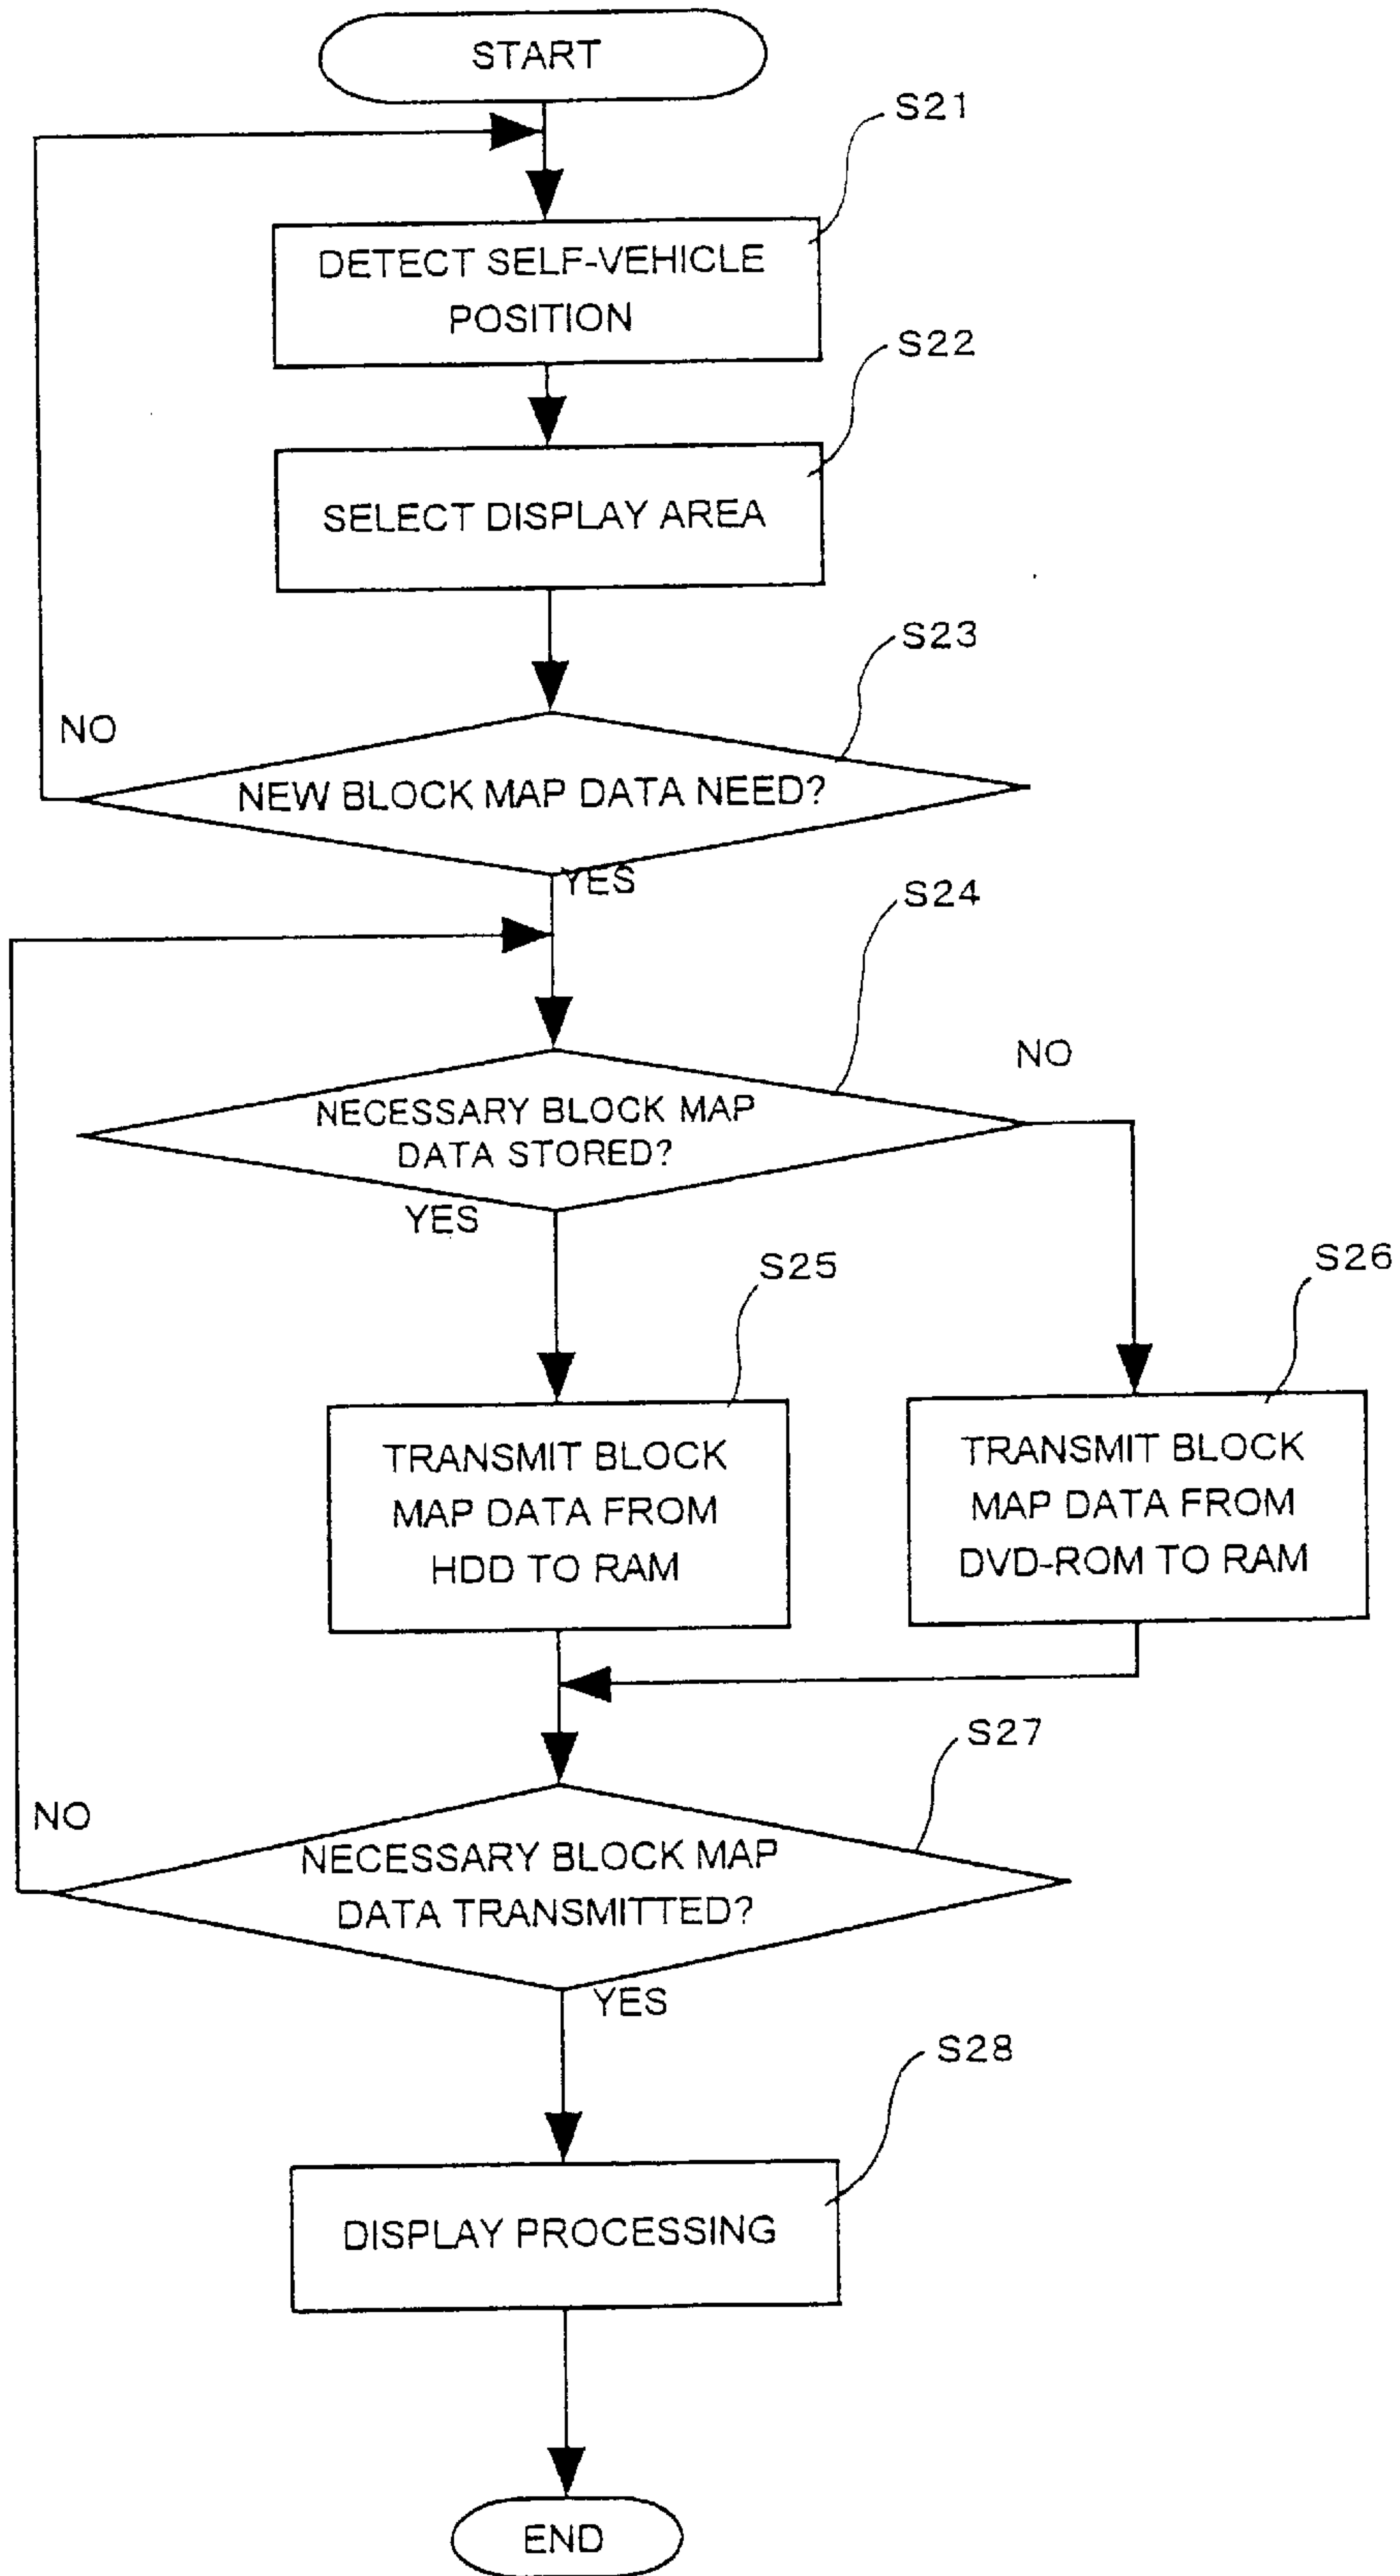 START
S21
DETECT SELF-VEHICLE
POSITION
S22
SELECT DISPLAY AREA
S23
NO
NEW BLOCK MAP DATA NEED?
YES
S24
NO
NECESSARY BLOCK MAP
DATA STORED?
YES
S25
S26
TRANSMIT BLOCK
MAP DATA FROM
HDD TO RAM
TRANSMIT BLOCK
MAP DATA FROM
DVD-ROM TO RAM
S27
NO
NECESSARY BLOCK MAP
DATA TRANSMITTED?
YES
S28
DISPLAY PROCESSING
END